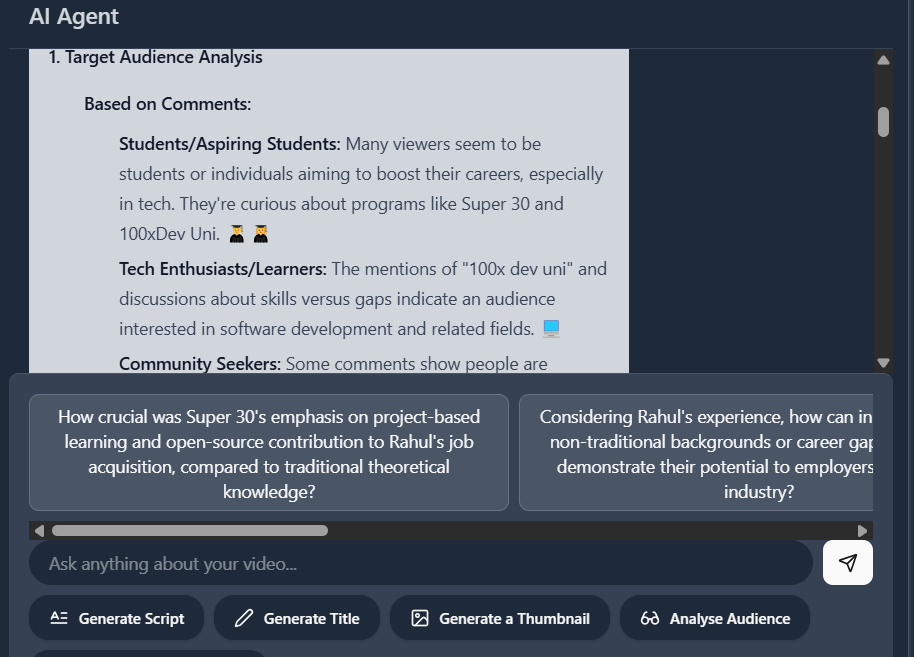 AI Agent
1. Target Audience Analysis
Based on Comments:
Students/Aspiring Students: Many viewers seem to be
students or individuals aiming to boost their careers, especially
in tech. They're curious about programs like Super 30 and
100xDev Uni. 👩‍🎓 👨‍🎓
Tech Enthusiasts/Learners: The mentions of "100x dev uni" and
discussions about skills versus gaps indicate an audience
interested in software development and related fields. 🖥️
Community Seekers: Some comments show people are
How crucial was Super 30's emphasis on project-based
learning and open-source contribution to Rahul's job
acquisition, compared to traditional theoretical
knowledge?
Considering Rahul's experience, how can in
non-traditional backgrounds or career gap
demonstrate their potential to employers
industry?
Ask anything about your video...
Generate Script
Generate Title
Generate a Thumbnail
Analyse Audience